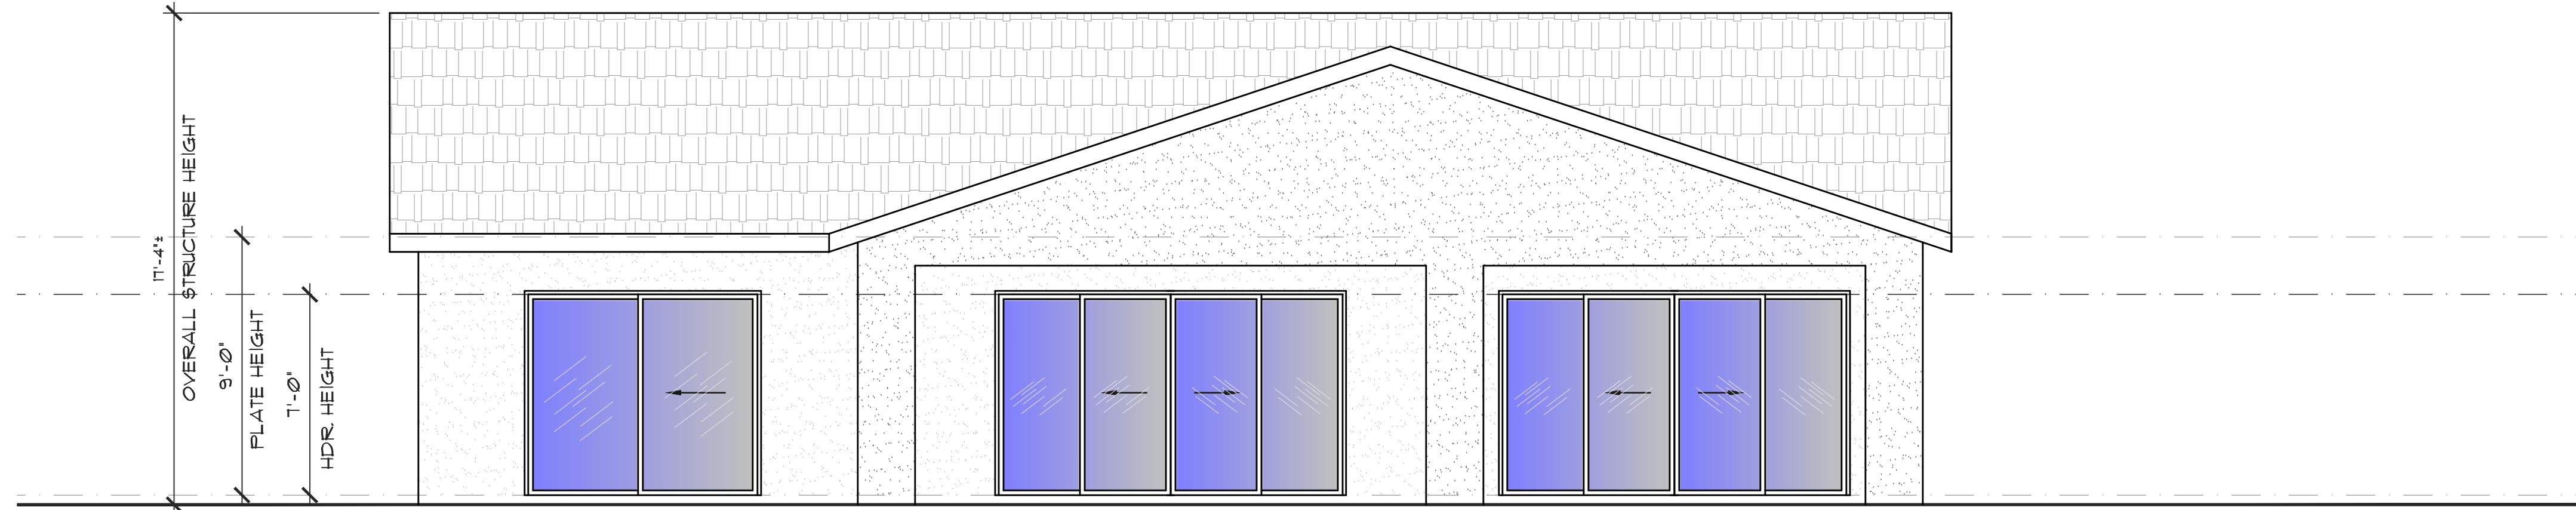 17'-4"±
OVERALL STRUCTURE HEIGHT
9'-0"
PLATE HEIGHT
7'-0"
HDR. HEIGHT